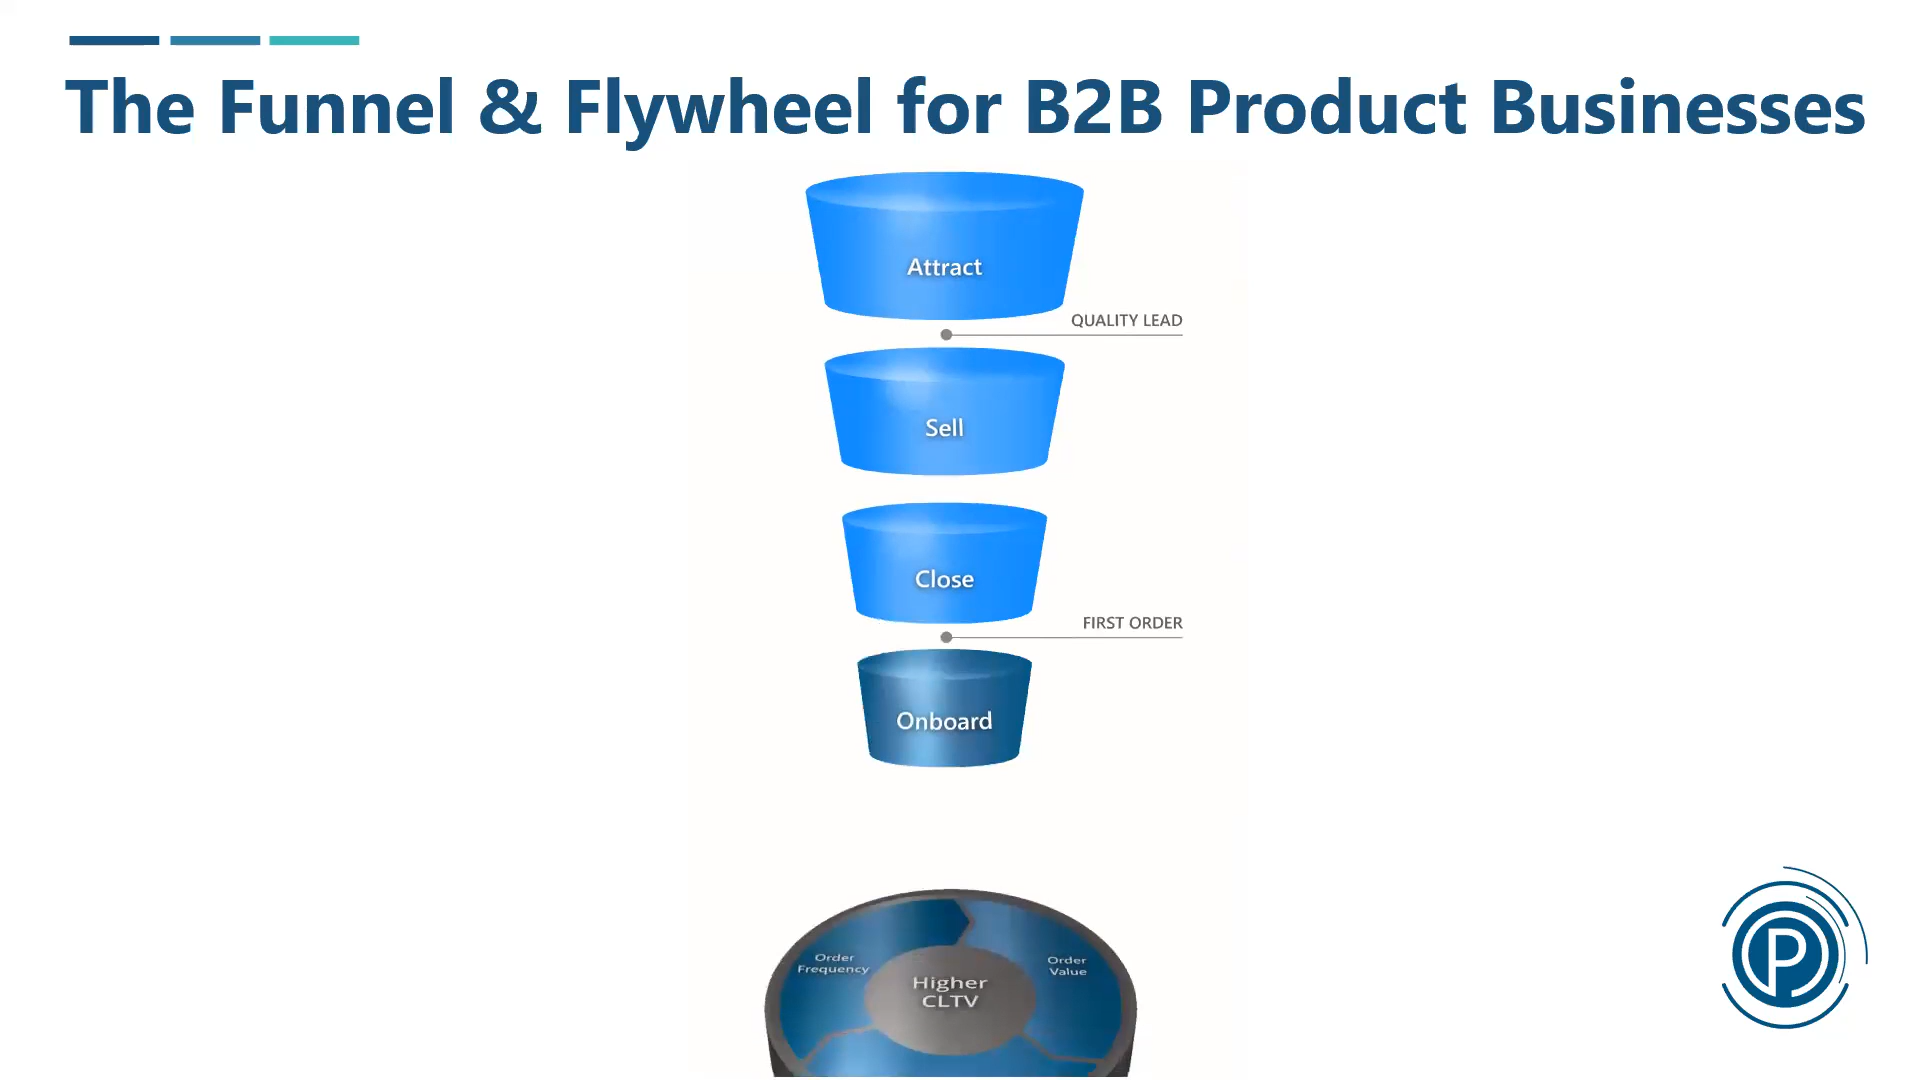 The Funnel & Flywheel for B2B Product Businesses
Attract
QUALITY LEAD
Sell
Close
FIRST ORDER
Onboard
Order
Frequency
Higher
CLTV
Order
Value
P